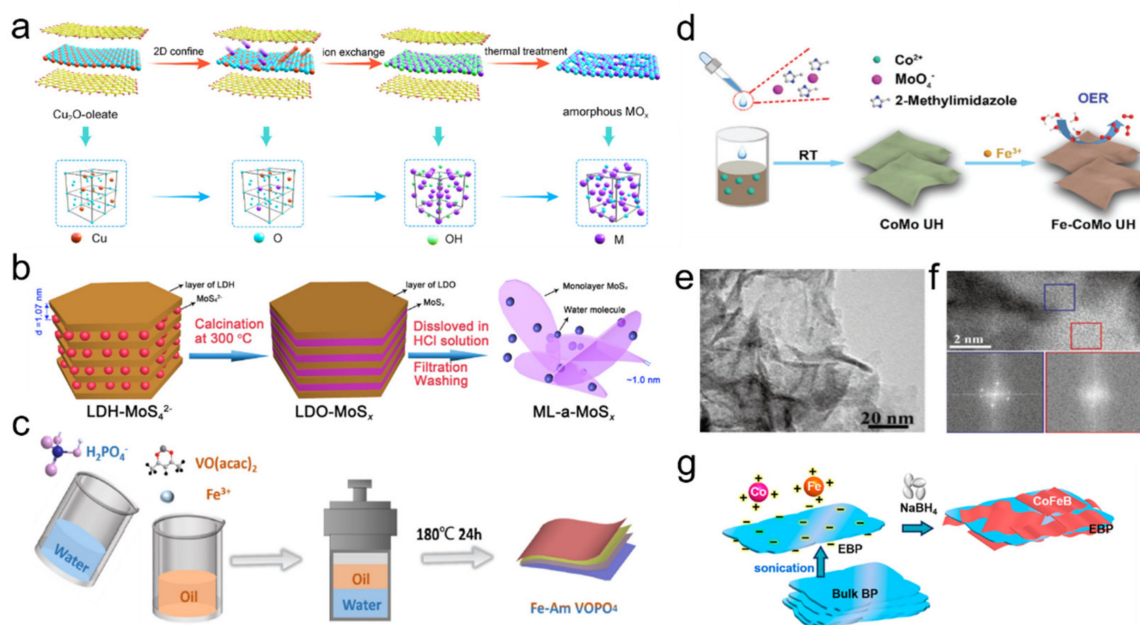 a
2D confine
ion exchange
thermal treatment
Cu₂O-oleate
amorphous MOₓ
Cu
O
OH
M
b
d =1.07 nm
layer of LDH
MoS₄²⁻
Calcination
at 300 °C
LDH-MoS₄²⁻
layer of LDO
MoSₓ
Dissloved in
HCl solution
Filtration
Washing
LDO-MoSₓ
Monolayer MoSₓ
Water molecule
~1.0 nm
ML-a-MoSₓ
c
H₂PO₄⁻
VO(acac)₂
Fe³⁺
Water
Oil
Oil
Water
180℃ 24h
Fe-Am VOPO₄
d
Co²⁺
MoO₄⁻
2-Methylimidazole
RT
CoMo UH
Fe³⁺
OER
Fe-CoMo UH
e
20 nm
f
2 nm
g
Co
Fe
EBP
sonication
Bulk BP
NaBH₄
CoFeB
EBP